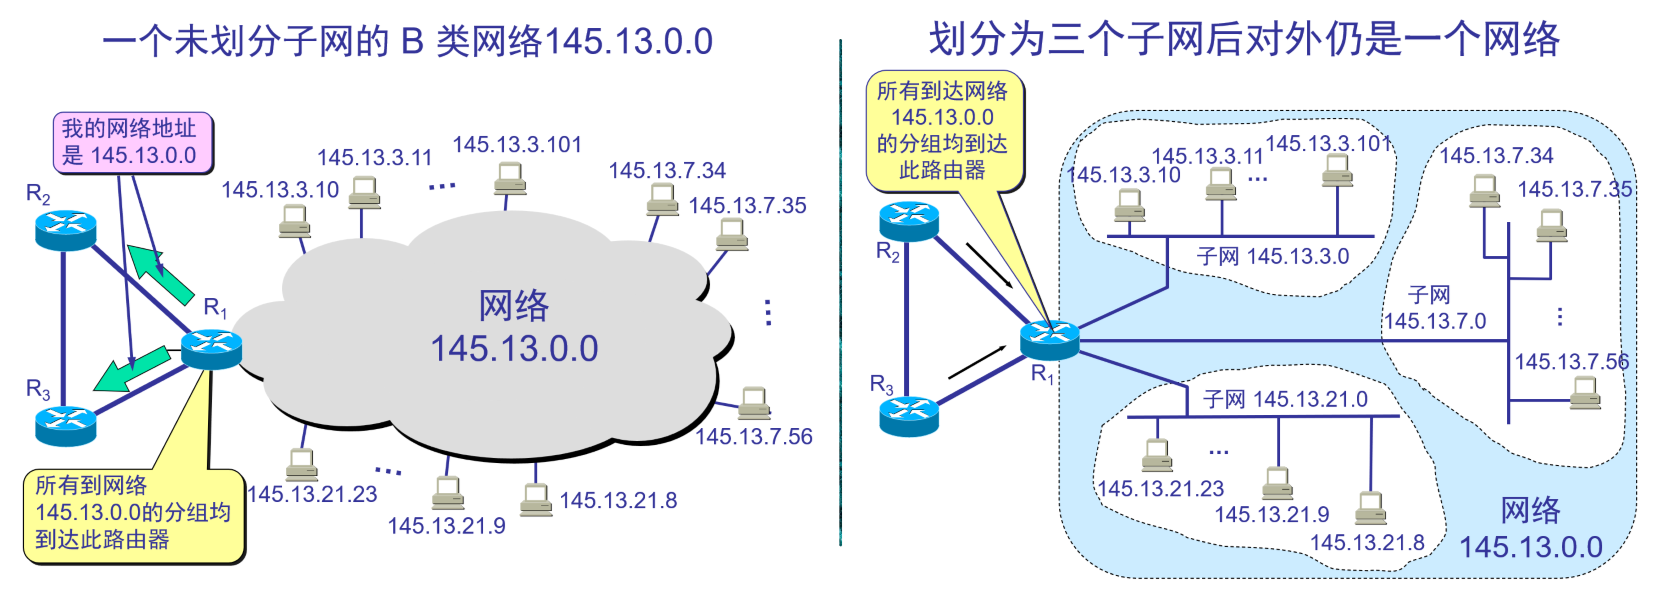 一个未划分子网的 B 类网络145.13.0.0
我的网络地址
是 145.13.0.0
R2
R1
R3
145.13.3.10
145.13.3.11
...
145.13.3.101
145.13.7.34
145.13.7.35
...
145.13.7.56
网络
145.13.0.0
145.13.21.23
...
145.13.21.9
145.13.21.8
所有到网络
145.13.0.0的分组均
到达此路由器
划分为三个子网后对外仍是一个网络
所有到达网络
145.13.0.0
的分组均到达
此路由器
R2
R1
R3
145.13.3.10
145.13.3.11
...
145.13.3.101
子网 145.13.3.0
145.13.7.34
145.13.7.35
子网
145.13.7.0
...
145.13.7.56
子网 145.13.21.0
145.13.21.23
...
145.13.21.9
145.13.21.8
网络
145.13.0.0